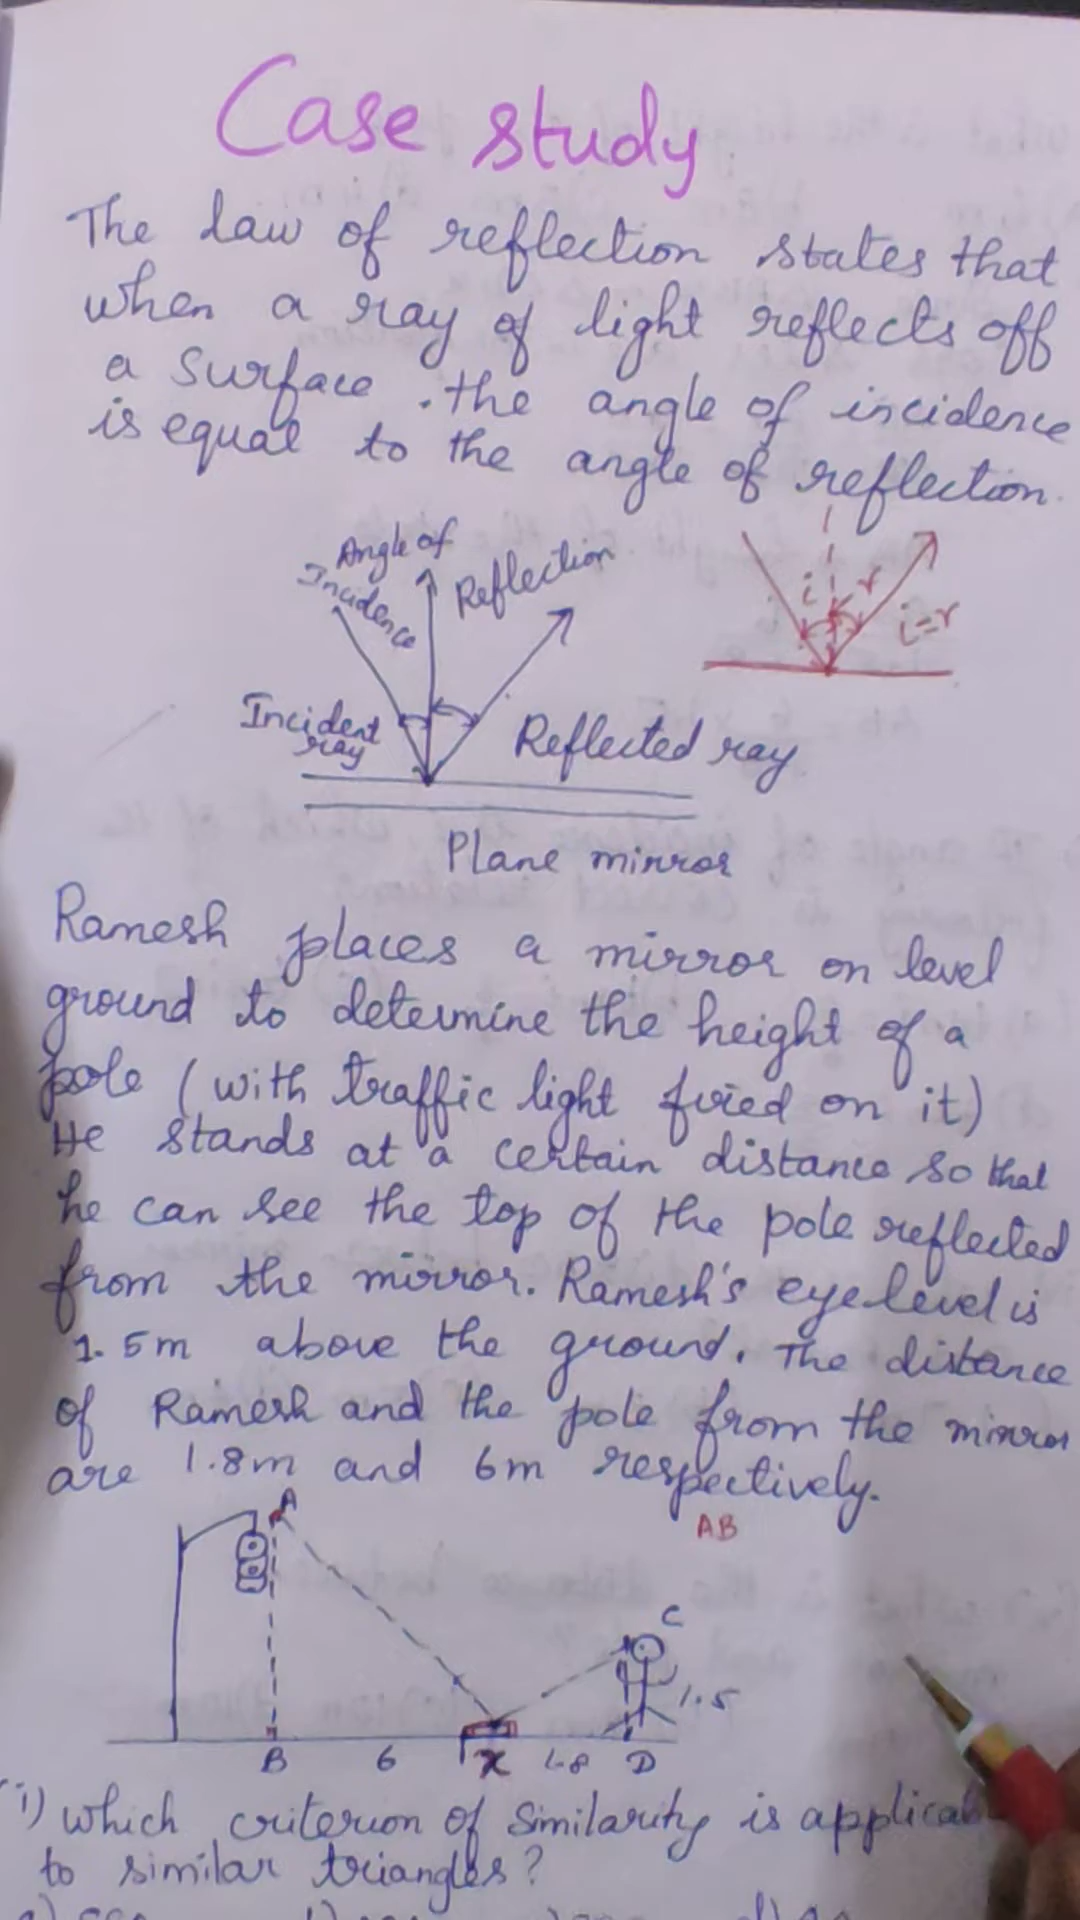 Case study
The law of reflection states that
when a ray of light reflects off
a surface, the angle of incidence
is equal to the angle of reflection.
Angle of
Incidence
Reflection
i r
i=r
Incident
ray
Reflected ray
Plane mirror
Ramesh places a mirror on level
ground to determine the height of a
pole (with traffic light fired on it)
He stands at a certain distance so that
he can see the top of the pole reflected
from the mirror. Ramesh's eye level is
1.5m above the ground. The distance
of Ramesh and the pole from the mirror
are 1.8m and 6m respectively.
AB
A
C
1.5
B 6 X 1.8 D
i) which criterion of similarity is applicab
to similar triangles?